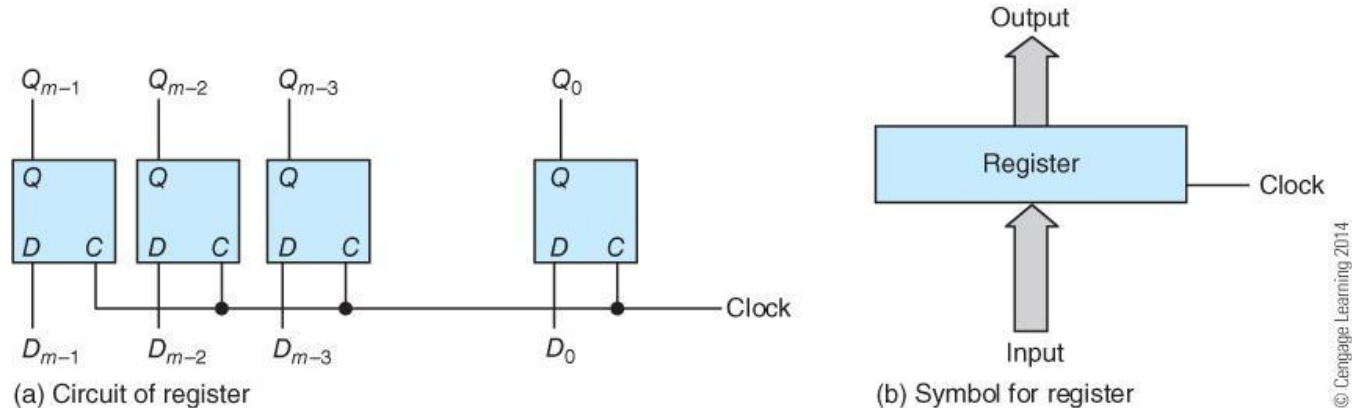 Q_{m-1} Q_{m-2} Q_{m-3} Q_0
Q Q Q Q
D C D C D C D C
Clock
D_{m-1} D_{m-2} D_{m-3} D_0
(a) Circuit of register
Output
Register
Clock
Input
(b) Symbol for register
© Cengage Learning 2014